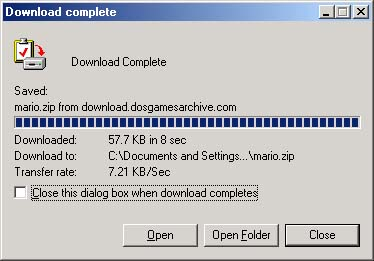 Download complete
Download Complete
Saved:
mario.zip from download.dosgamesarchive.com
Downloaded: 57.7 KB in 8 sec
Download to: C:\Documents and Settings...\mario.zip
Transfer rate: 7.21 KB/Sec
Close this dialog box when download completes
Open Open Folder Close